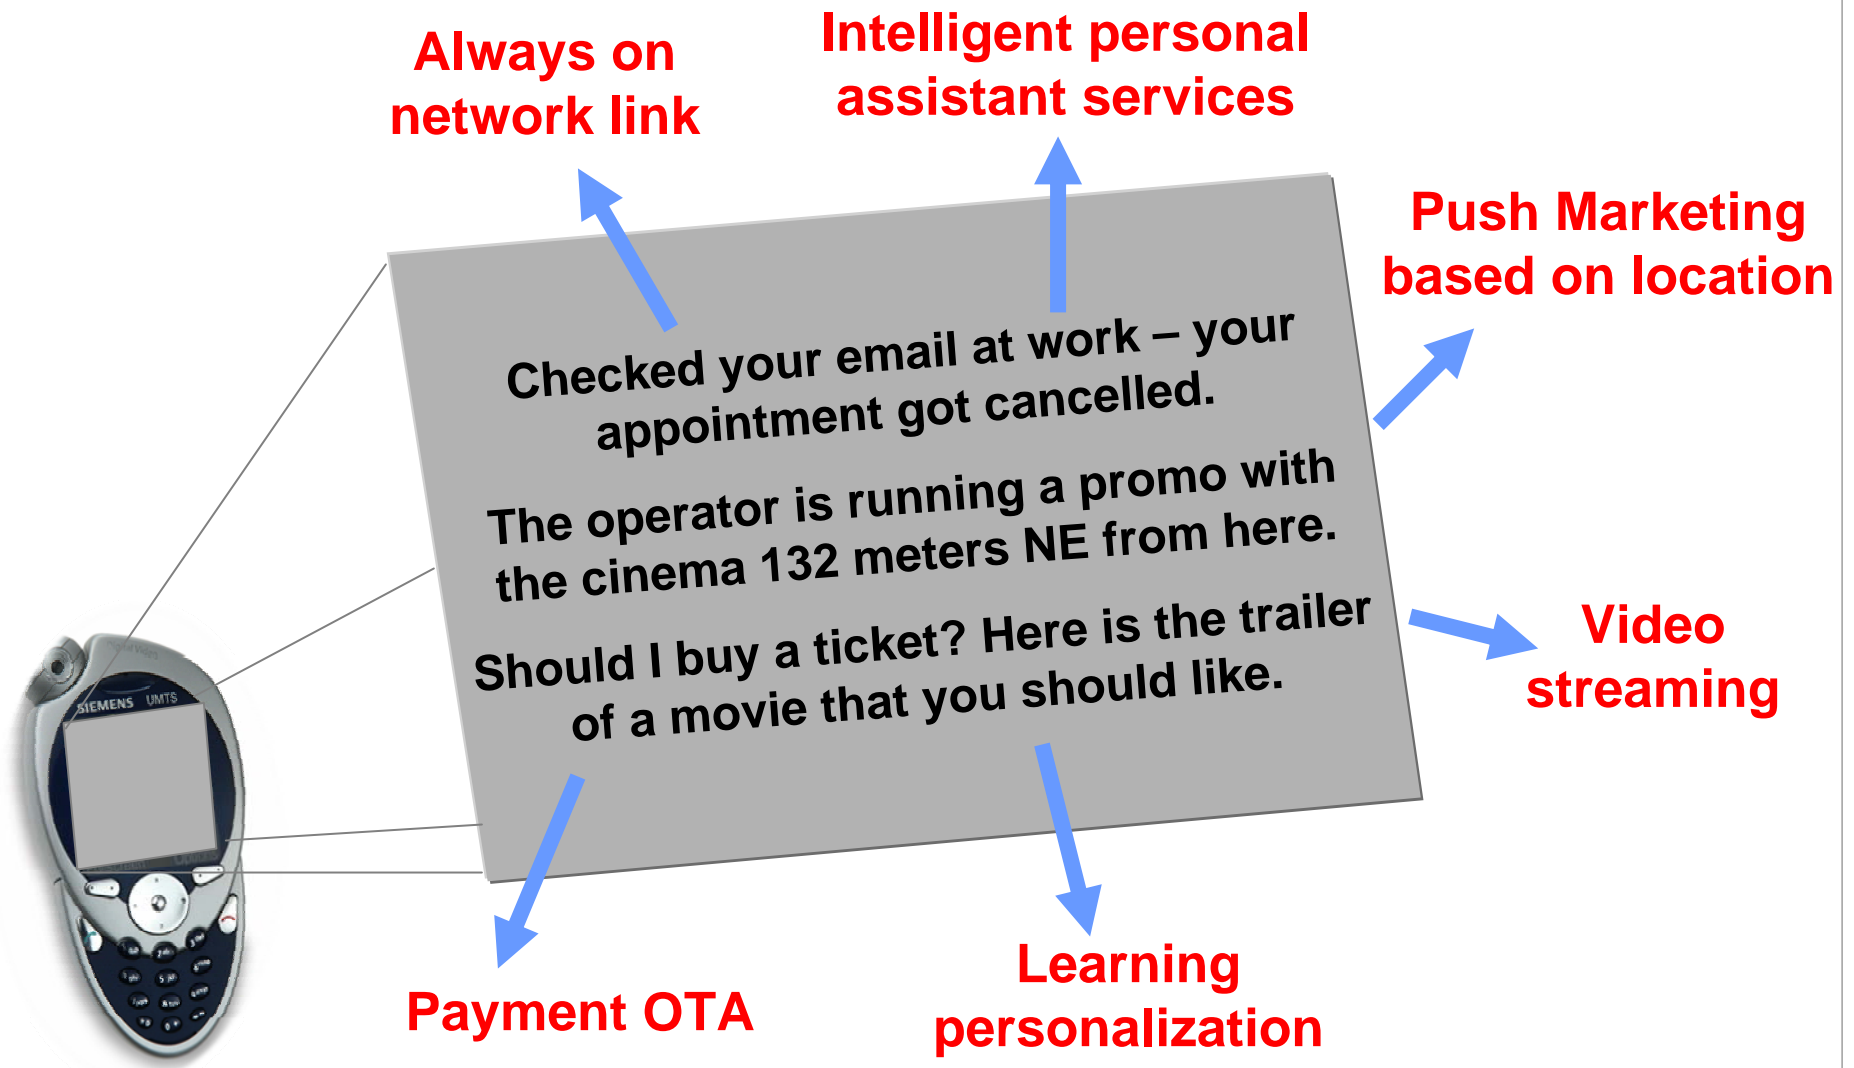 Always on
network link
Intelligent personal
assistant services
Push Marketing
based on location
Checked your email at work – your
appointment got cancelled.
The operator is running a promo with
the cinema 132 meters NE from here.
Should I buy a ticket? Here is the trailer
of a movie that you should like.
Video
streaming
SIEMENS UMTS
Options
Payment OTA
Learning
personalization